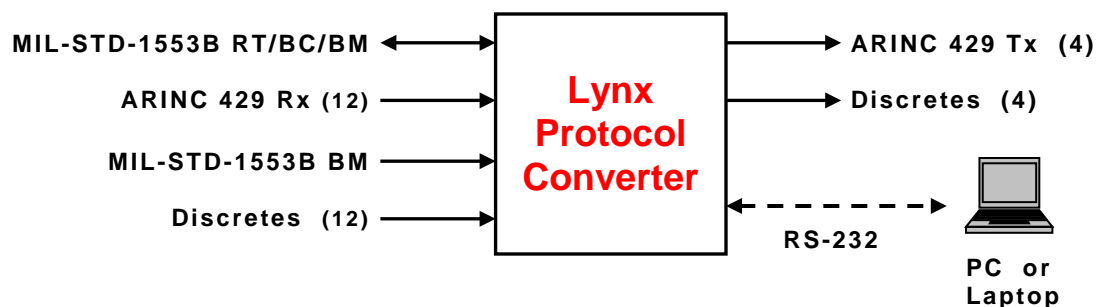 MIL-STD-1553B RT/BC/BM
ARINC 429 Rx (12)
MIL-STD-1553B BM
Discretes (12)
Lynx
Protocol
Converter
ARINC 429 Tx (4)
Discretes (4)
RS-232
PC or
Laptop